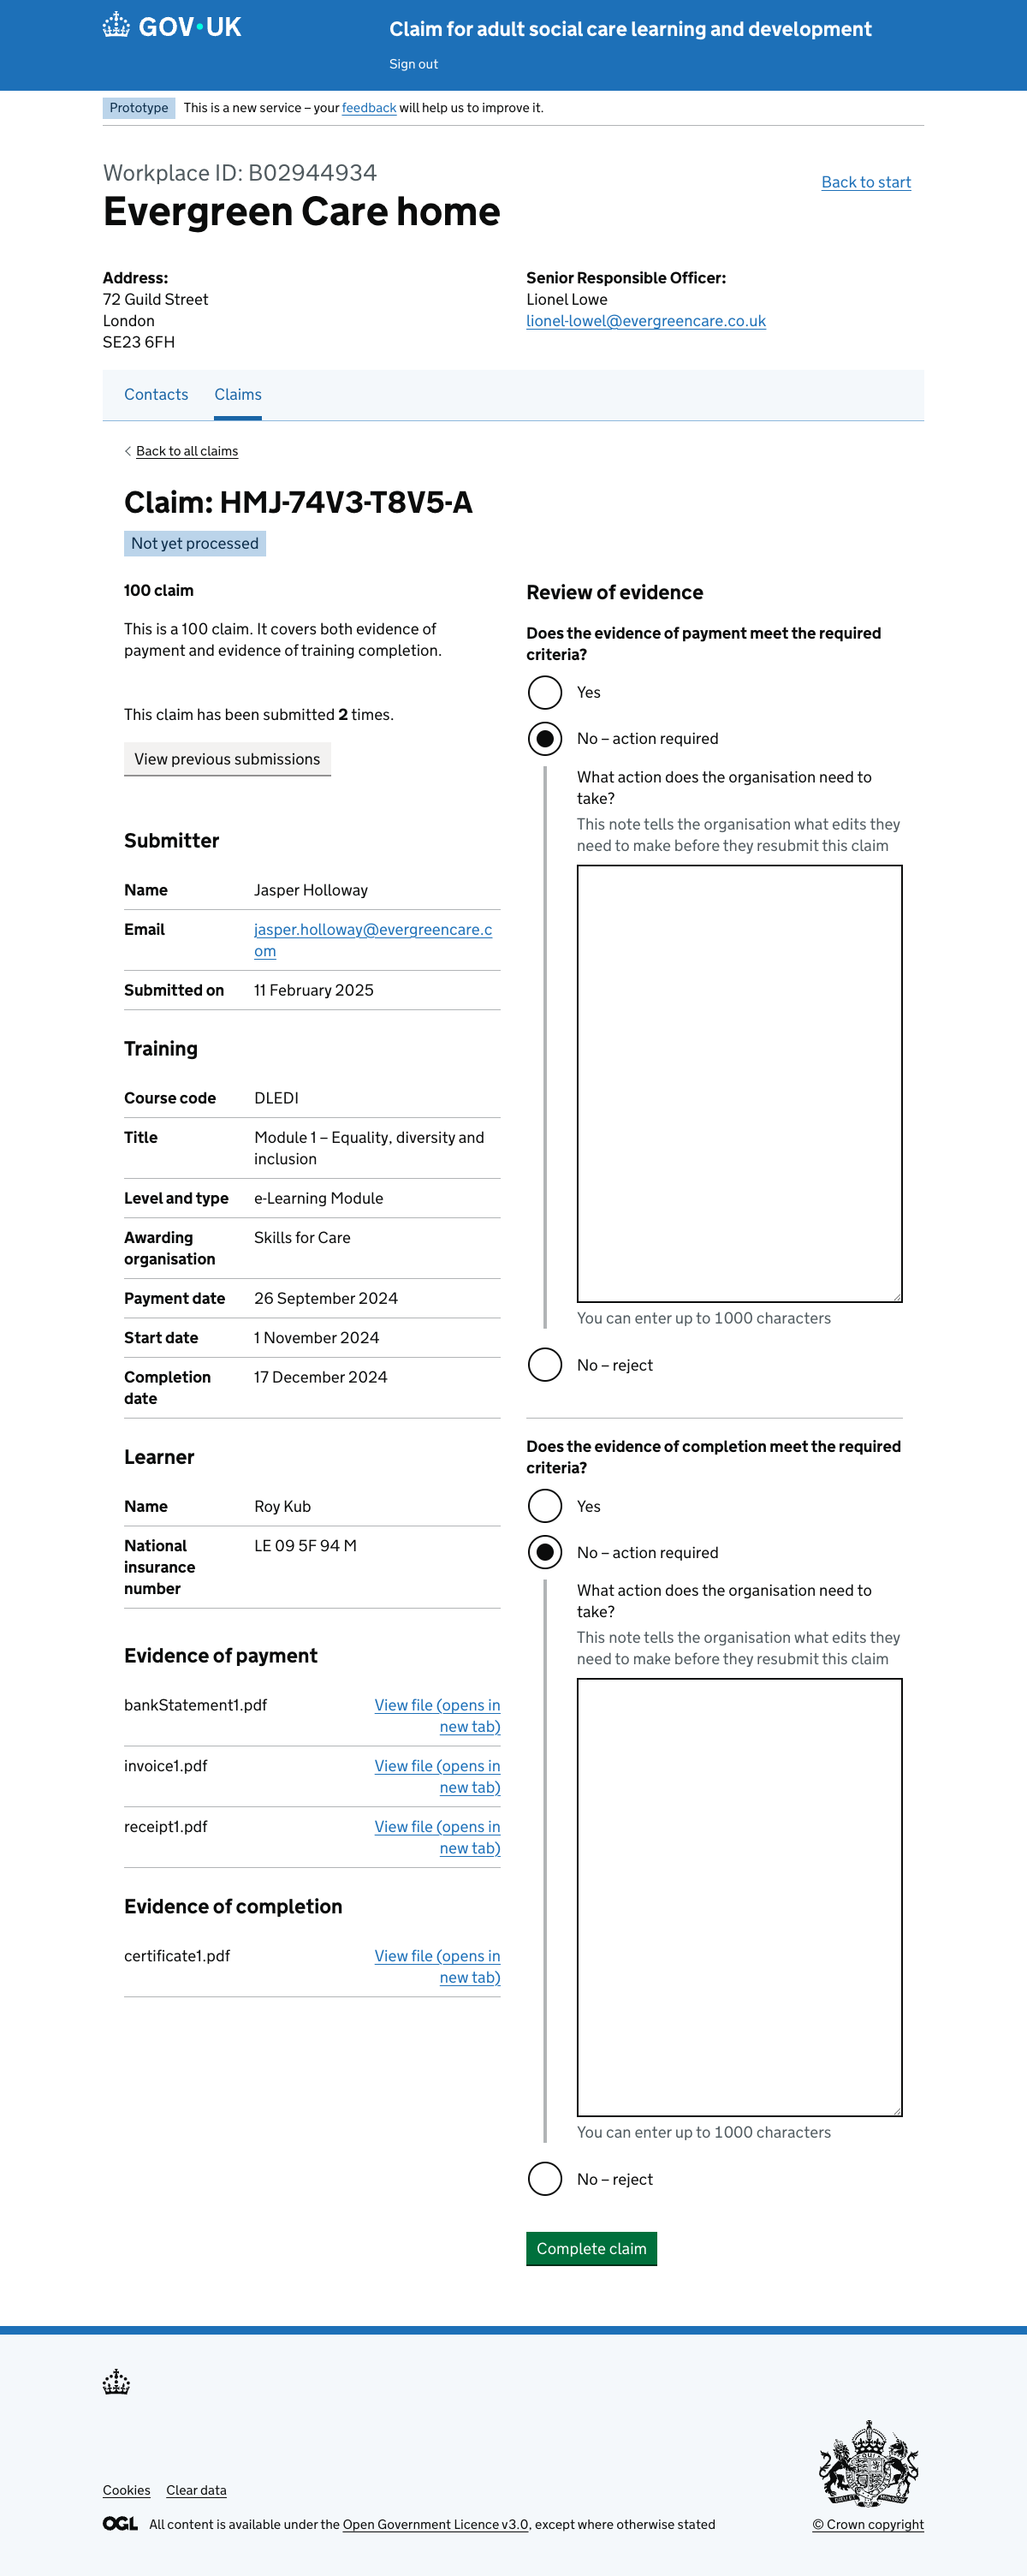 GOV·UK
Claim for adult social care learning and development
Sign out
Prototype This is a new service – your feedback will help us to improve it.
Workplace ID: B02944934
Evergreen Care home
Back to start
Address:
72 Guild Street
London
SE23 6FH
Senior Responsible Officer:
Lionel Lowe
lionel-lowel@evergreencare.co.uk
Contacts Claims
Back to all claims
Claim: HMJ-74V3-T8V5-A
Not yet processed
100 claim
This is a 100 claim. It covers both evidence of
payment and evidence of training completion.
This claim has been submitted 2 times.
View previous submissions
Submitter
Name Jasper Holloway
Email jasper.holloway@evergreencare.c
om
Submitted on 11 February 2025
Training
Course code DLEDI
Title Module 1 – Equality, diversity and
inclusion
Level and type e-Learning Module
Awarding Skills for Care
organisation
Payment date 26 September 2024
Start date 1 November 2024
Completion 17 December 2024
date
Learner
Name Roy Kub
National LE 09 5F 94 M
insurance
number
Evidence of payment
bankStatement1.pdf View file (opens in
new tab)
invoice1.pdf View file (opens in
new tab)
receipt1.pdf View file (opens in
new tab)
Evidence of completion
certificate1.pdf View file (opens in
new tab)
Review of evidence
Does the evidence of payment meet the required
criteria?
Yes
No – action required
What action does the organisation need to
take?
This note tells the organisation what edits they
need to make before they resubmit this claim
You can enter up to 1000 characters
No – reject
Does the evidence of completion meet the required
criteria?
Yes
No – action required
What action does the organisation need to
take?
This note tells the organisation what edits they
need to make before they resubmit this claim
You can enter up to 1000 characters
No – reject
Complete claim
Cookies Clear data
OGL All content is available under the Open Government Licence v3.0, except where otherwise stated
© Crown copyright